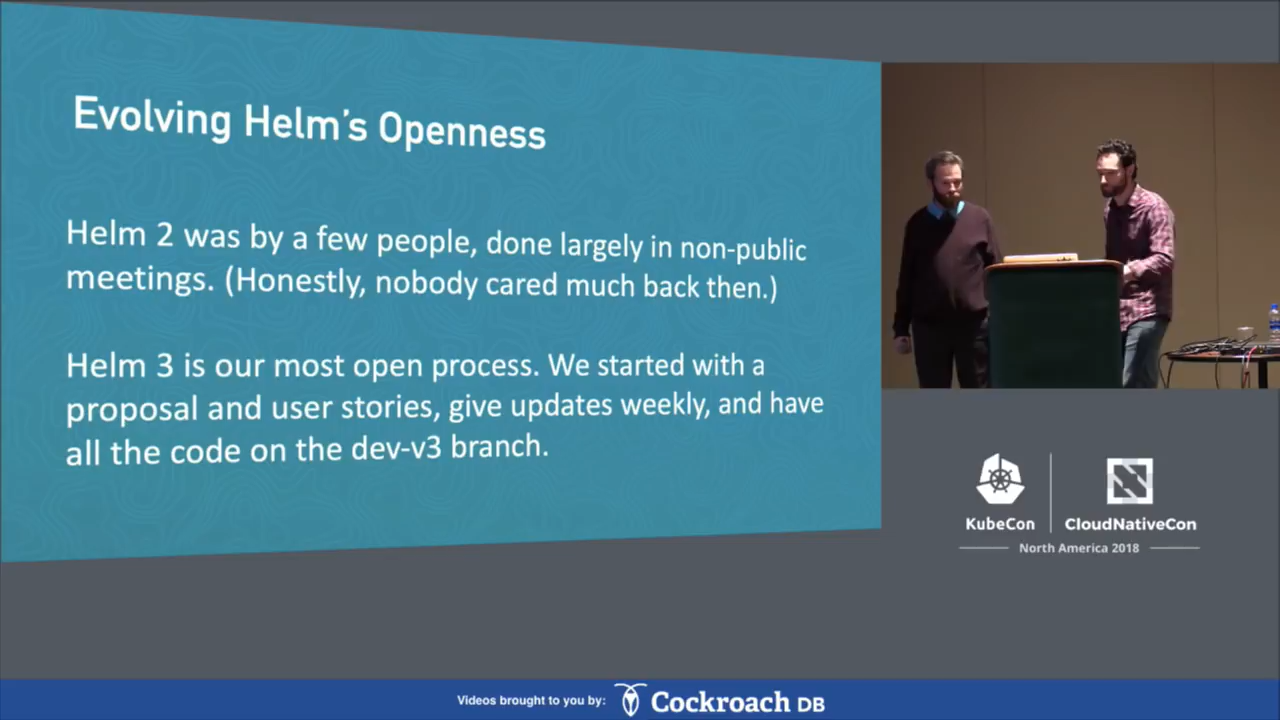 Evolving Helm's Openness
Helm 2 was by a few people, done largely in non-public
meetings. (Honestly, nobody cared much back then.)
Helm 3 is our most open process. We started with a
proposal and user stories, give updates weekly, and have
all the code on the dev-v3 branch.
KubeCon
CloudNativeCon
North America 2018
Videos brought to you by:
Cockroach DB